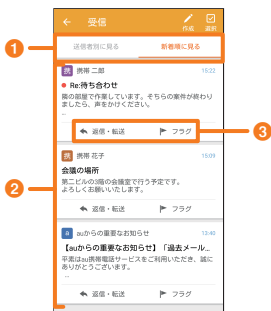 ← 受信 作成 選択
① 送信者別に見る 新着順に見る
携 携帯 二郎 15:22
Re:待ち合わせ
隣の部屋で作業しています。そちらの案件が終わり
ましたら、声をかけてください。
...
返信・転送 フラグ ③
② 携 携帯 花子 15:09
会議の場所
第二ビルの3階の会議室で行う予定です。
よろしくお願いいたします。
返信・転送 フラグ
a auからの重要なお知らせ 13:40
【auからの重要なお知らせ】「過去メール...
平素はau携帯電話サービスをご利用いただき、誠に
ありがとうございます。
...
返信・転送 フラグ